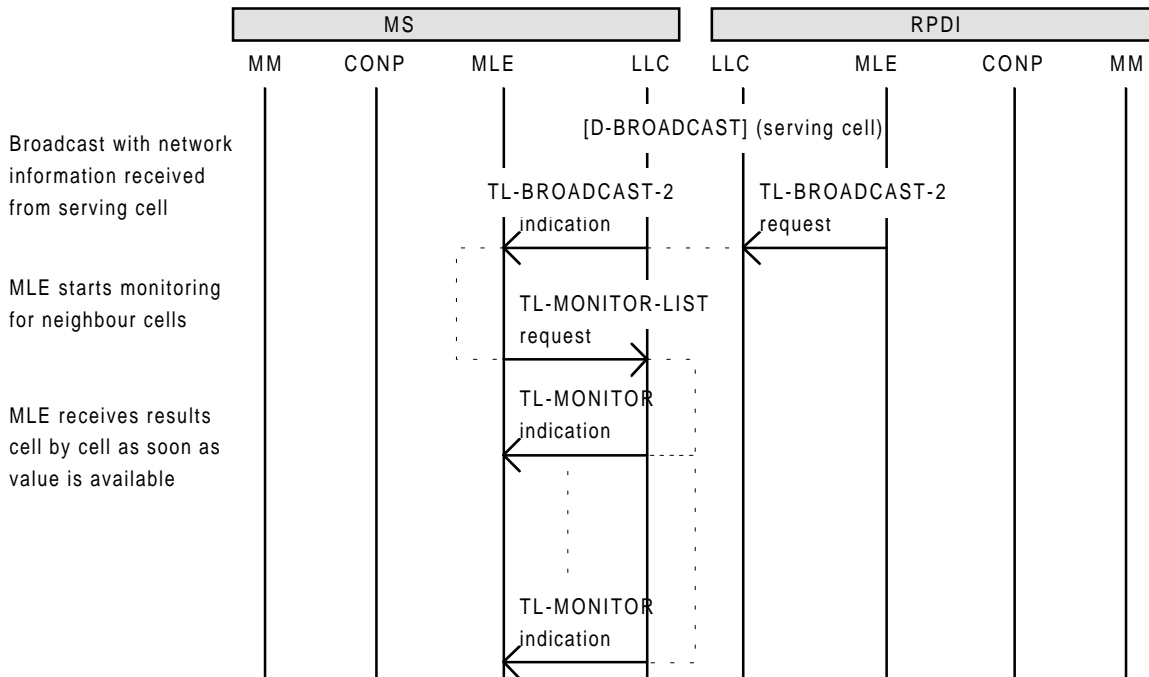 MS
RPDI
MM
CONP
MLE
LLC
LLC
MLE
CONP
MM
[D-BROADCAST] (serving cell)
Broadcast with network
information received
from serving cell
TL-BROADCAST-2
indication
TL-BROADCAST-2
request
MLE starts monitoring
for neighbour cells
TL-MONITOR-LIST
request
MLE receives results
cell by cell as soon as
value is available
TL-MONITOR
indication
TL-MONITOR
indication